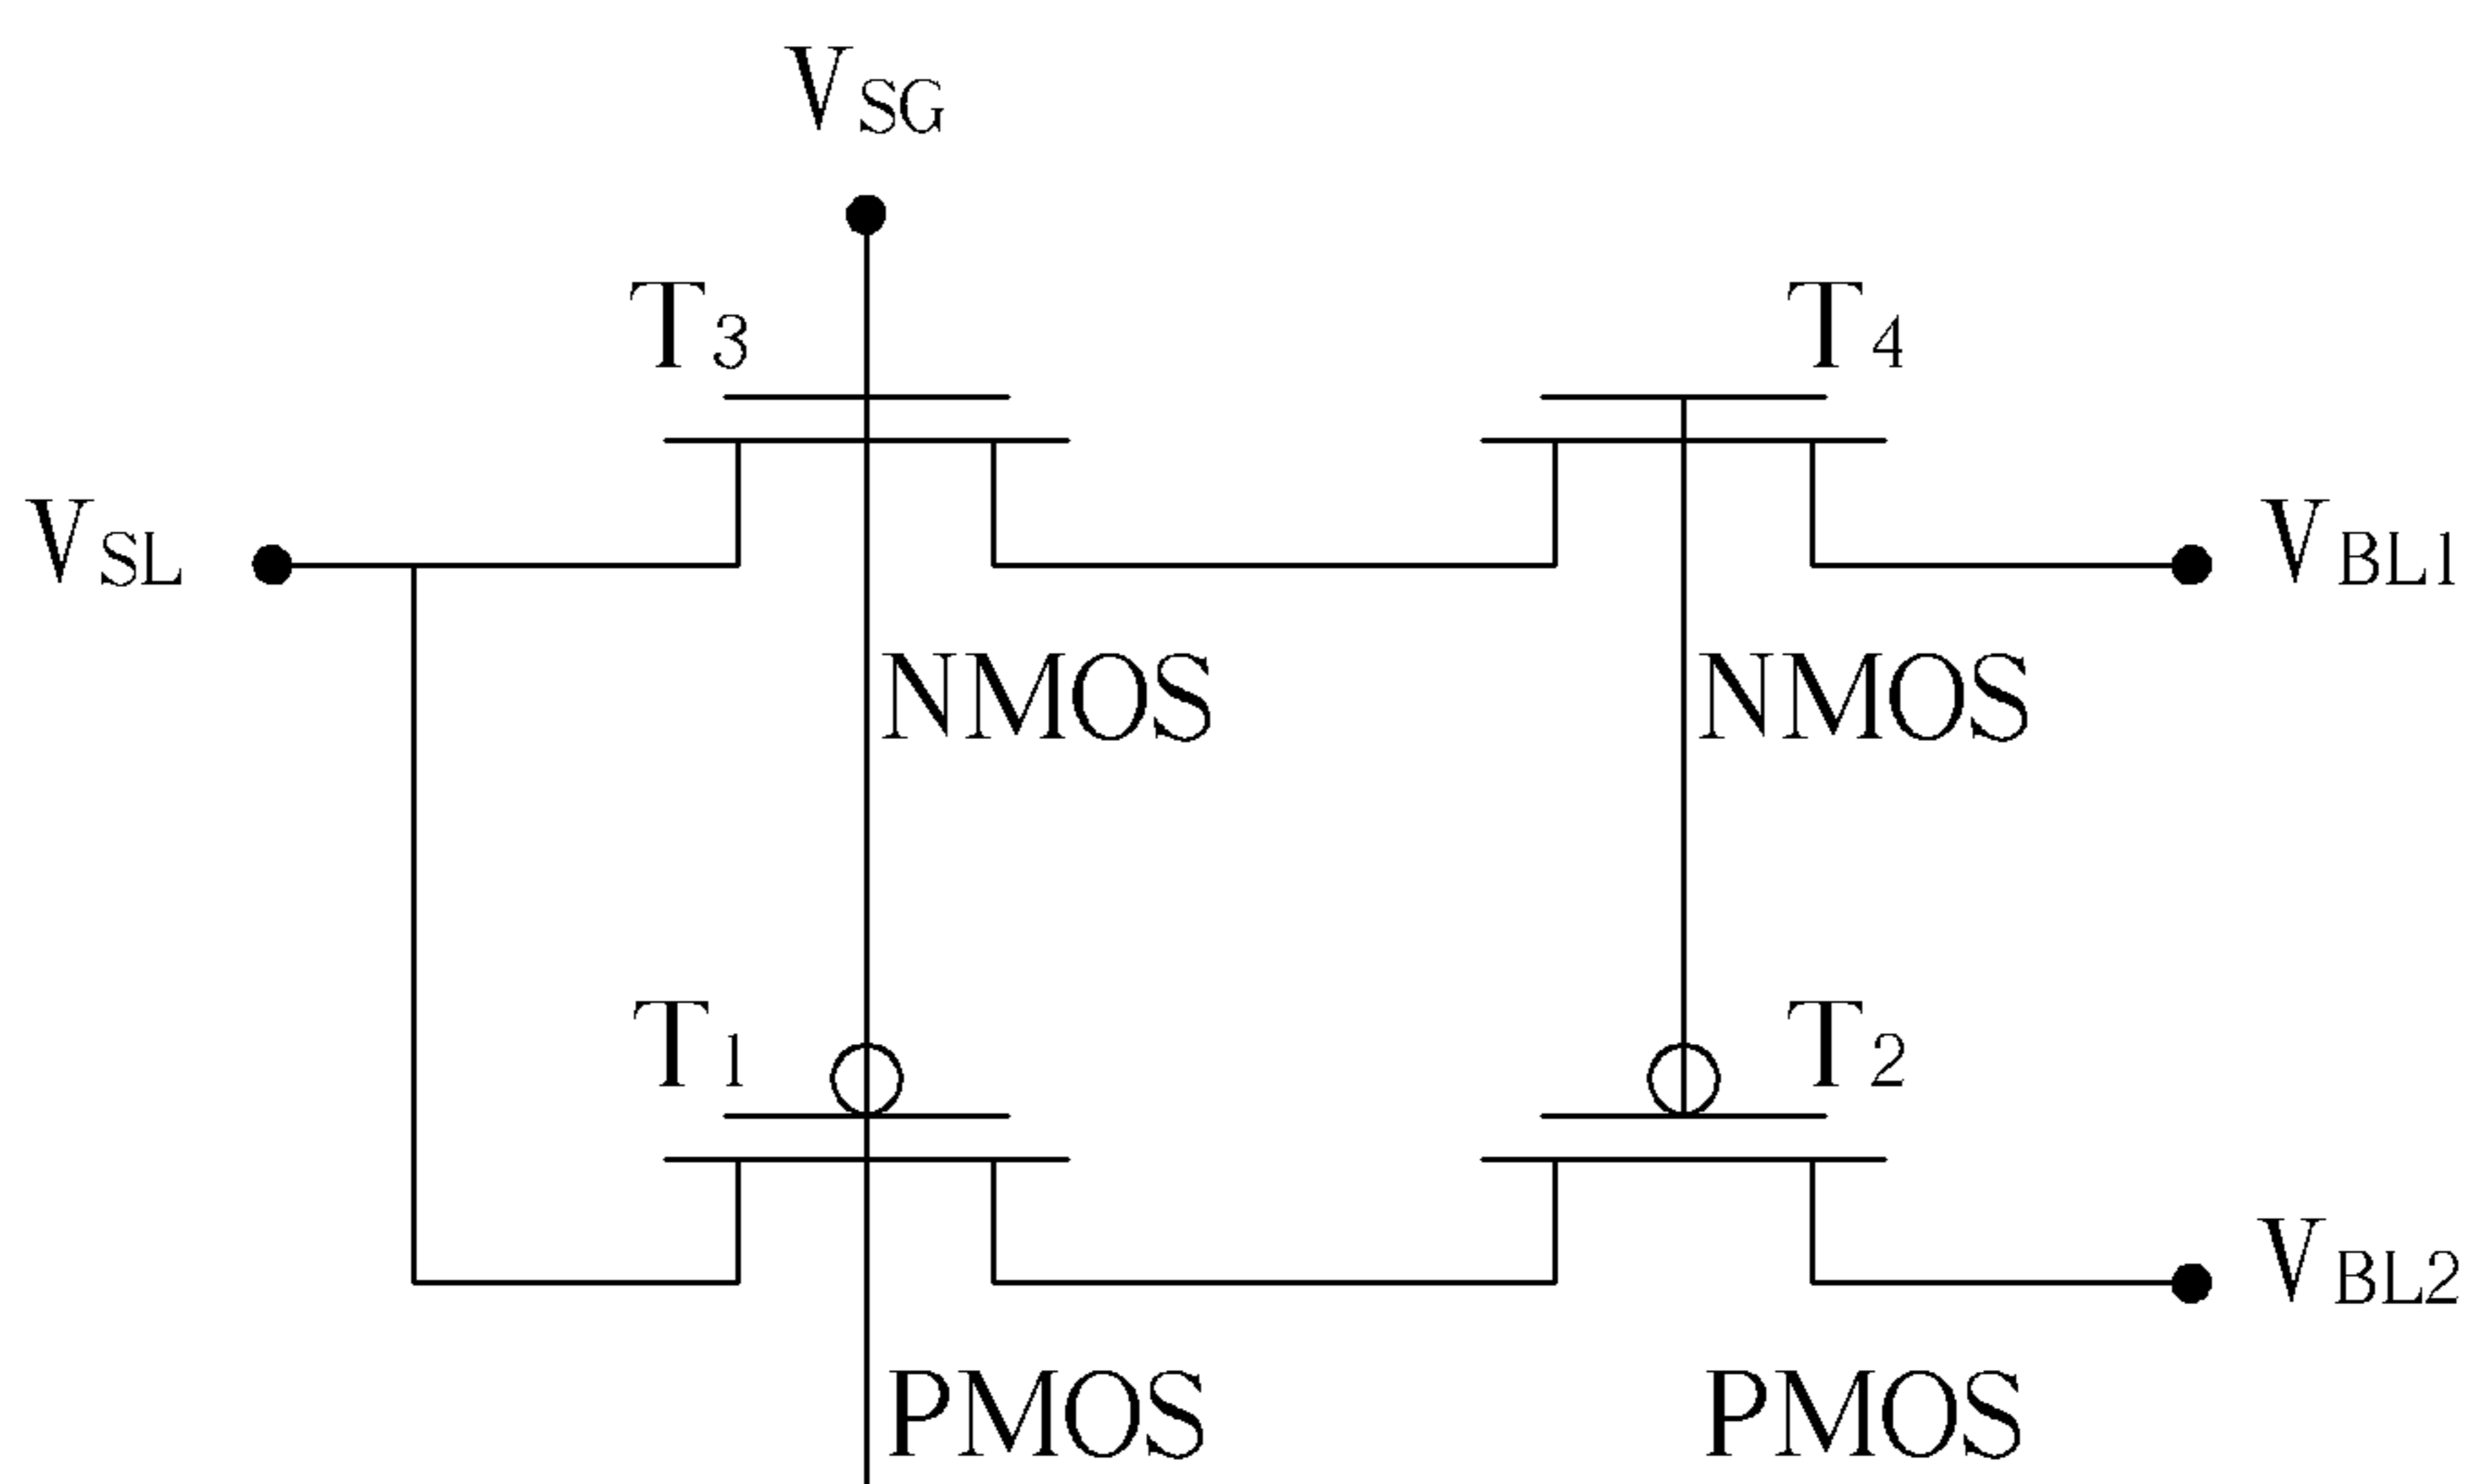 VSG
T3 T4
VSL VBL1
NMOS NMOS
T1 T2
VBL2
PMOS PMOS